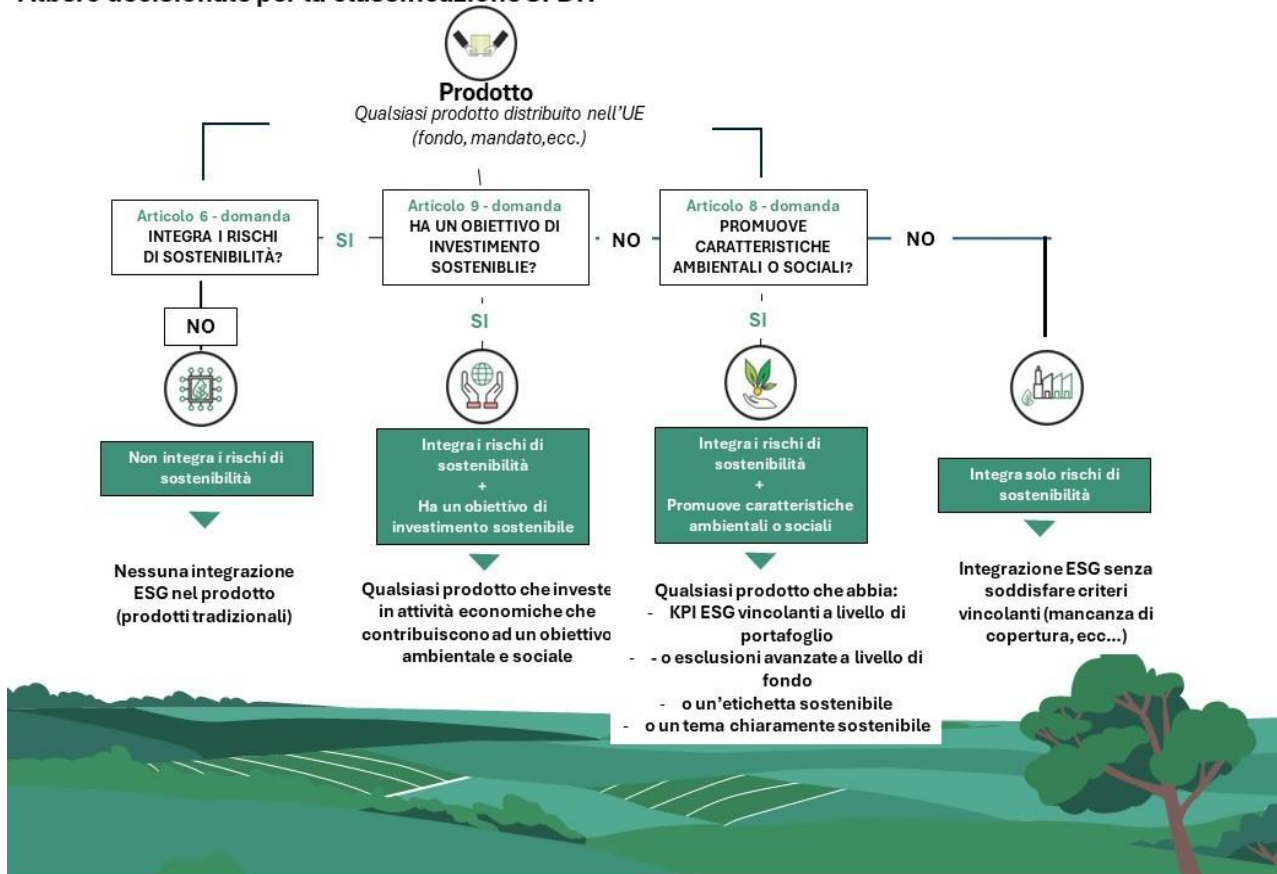 Albero decisionale per la classificazione SFDR
Prodotto
Qualsiasi prodotto distribuito nell'UE
(fondo, mandato,ecc.)
Articolo 6 - domanda
INTEGRA I RISCHI
DI SOSTENIBILITÀ?
SI
Articolo 9 - domanda
HA UN OBIETTIVO DI
INVESTIMENTO
SOSTENIBLIE?
NO
Articolo 8 - domanda
PROMUOVE
CARATTERISTICHE
AMBIENTALI O SOCIALI?
NO
NO
SI
SI
Non integra i rischi di
sostenibilità
Integra i rischi di
sostenibilità
+
Ha un obiettivo di
investimento sostenibile
Integra i rischi di
sostenibilità
+
Promuove caratteristiche
ambientali o sociali
Integra solo rischi di
sostenibilità
Nessuna integrazione
ESG nel prodotto
(prodotti tradizionali)
Qualsiasi prodotto che investe
in attività economiche che
contribuiscono ad un obiettivo
ambientale e sociale
Qualsiasi prodotto che abbia:
- KPI ESG vincolanti a livello di
portafoglio
- - o esclusioni avanzate a livello di
fondo
- o un'etichetta sostenibile
- o un tema chiaramente sostenibile
Integrazione ESG senza
soddisfare criteri
vincolanti (mancanza di
copertura, ecc...)